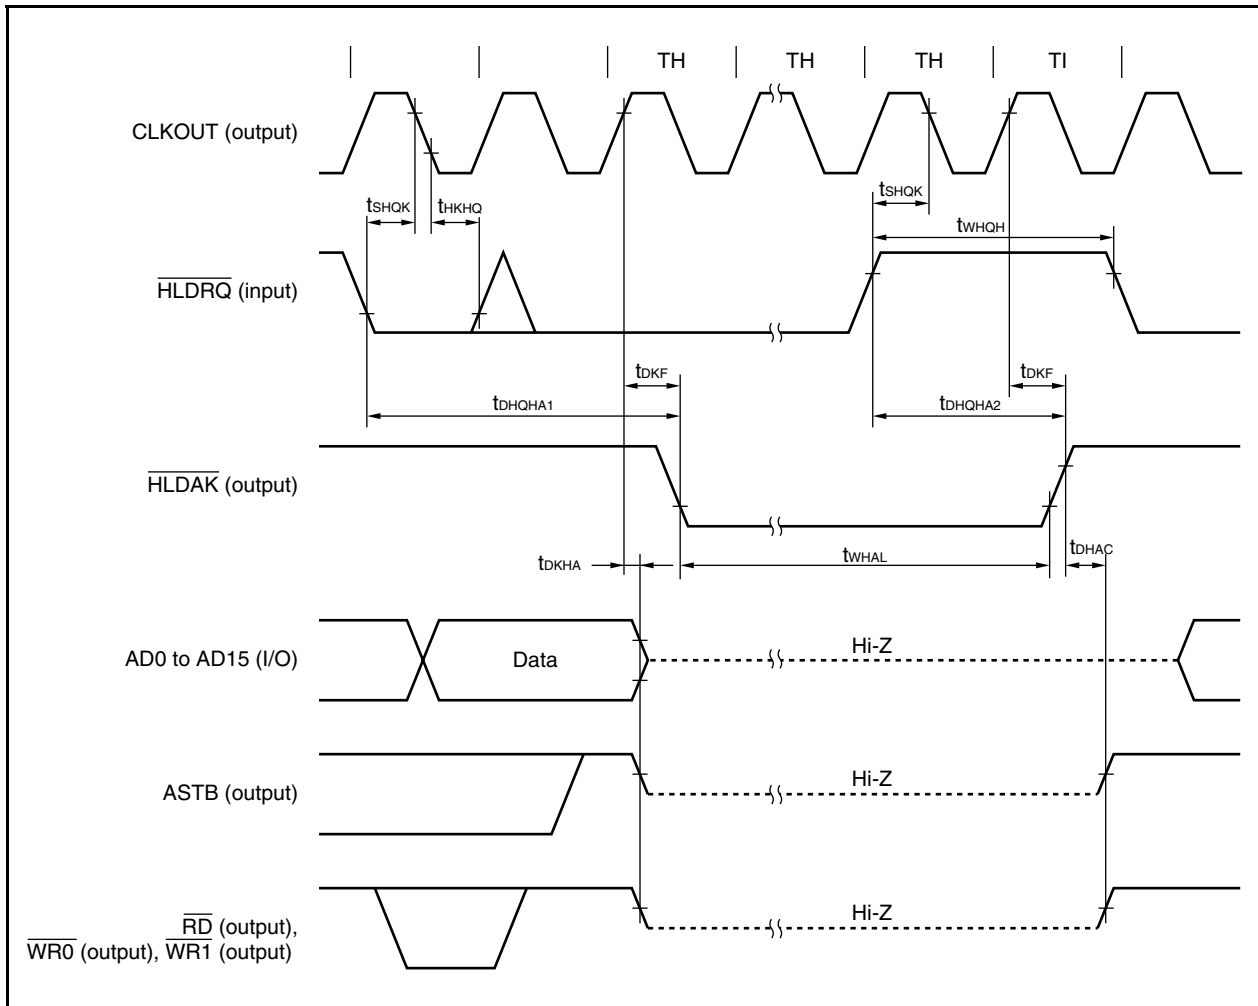 TH TH TH TI
CLKOUT (output)
tSHQK tHKHQ tSHQK
tWHQH
HLDRQ (input)
tDKF tDKF
tDHQHA1 tDHQHA2
HLDAK (output)
tDKHA tWHAL tDHAC
AD0 to AD15 (I/O) Data Hi-Z
ASTB (output) Hi-Z
RD (output), Hi-Z
WR0 (output), WR1 (output)